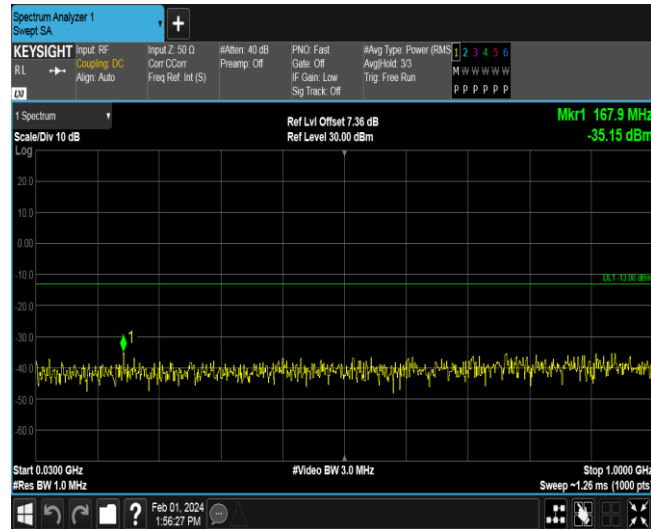 Spectrum Analyzer 1
Swept SA
KEYSIGHT
RL
LXI
Input: RF
Coupling: DC
Align: Auto
Input Z: 50 Ω
Corr CCorr
Freq Ref: Int (S)
#Atten: 40 dB
Preamp: Off
PNO: Fast
Gate: Off
IF Gain: Low
Sig Track: Off
#Avg Type: Power (RMS
Avg|Hold: 3/3
Trig: Free Run
1 2 3 4 5 6
M W W W W W
P P P P P P
1 Spectrum
Scale/Div 10 dB
Log
Ref Lvl Offset 7.36 dB
Ref Level 30.00 dBm
Mkr1 167.9 MHz
-35.15 dBm
20.0
10.0
0.00
-10.0
DL1 -13.00 dBm
-20.0
-30.0
1
-40.0
-50.0
-60.0
Start 0.0300 GHz
#Res BW 1.0 MHz
#Video BW 3.0 MHz
Stop 1.0000 GHz
Sweep ~1.26 ms (1000 pts)
?
Feb 01, 2024
1:56:27 PM